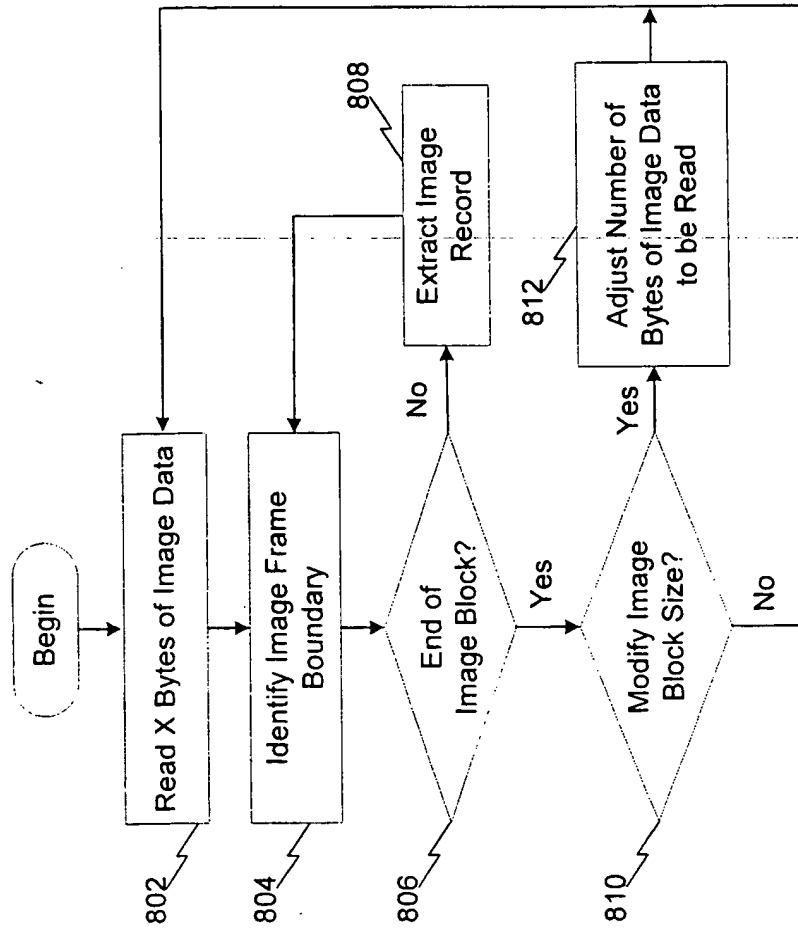 Begin
802
Read X Bytes of Image Data
804
Identify Image Frame
Boundary
806
End of
Image Block?
No
808
Extract Image
Record
Yes
810
Modify Image
Block Size?
Yes
812
Adjust Number of
Bytes of Image Data
to be Read
No